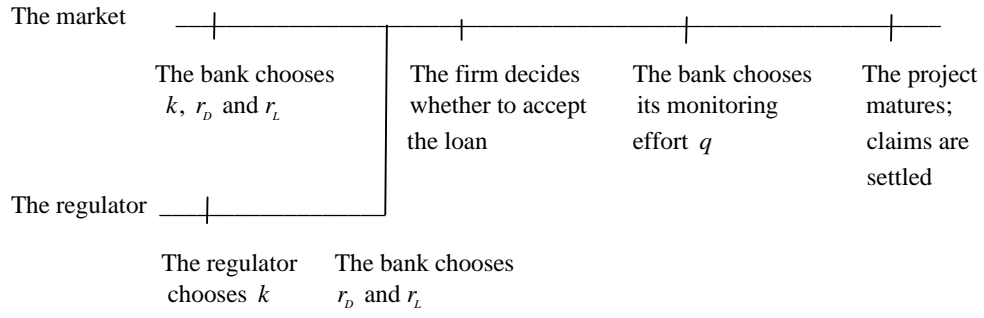 The market
The bank chooses
k, r_D and r_L
The firm decides
whether to accept
the loan
The bank chooses
its monitoring
effort q
The project
matures;
claims are
settled
The regulator
The regulator
chooses k
The bank chooses
r_D and r_L